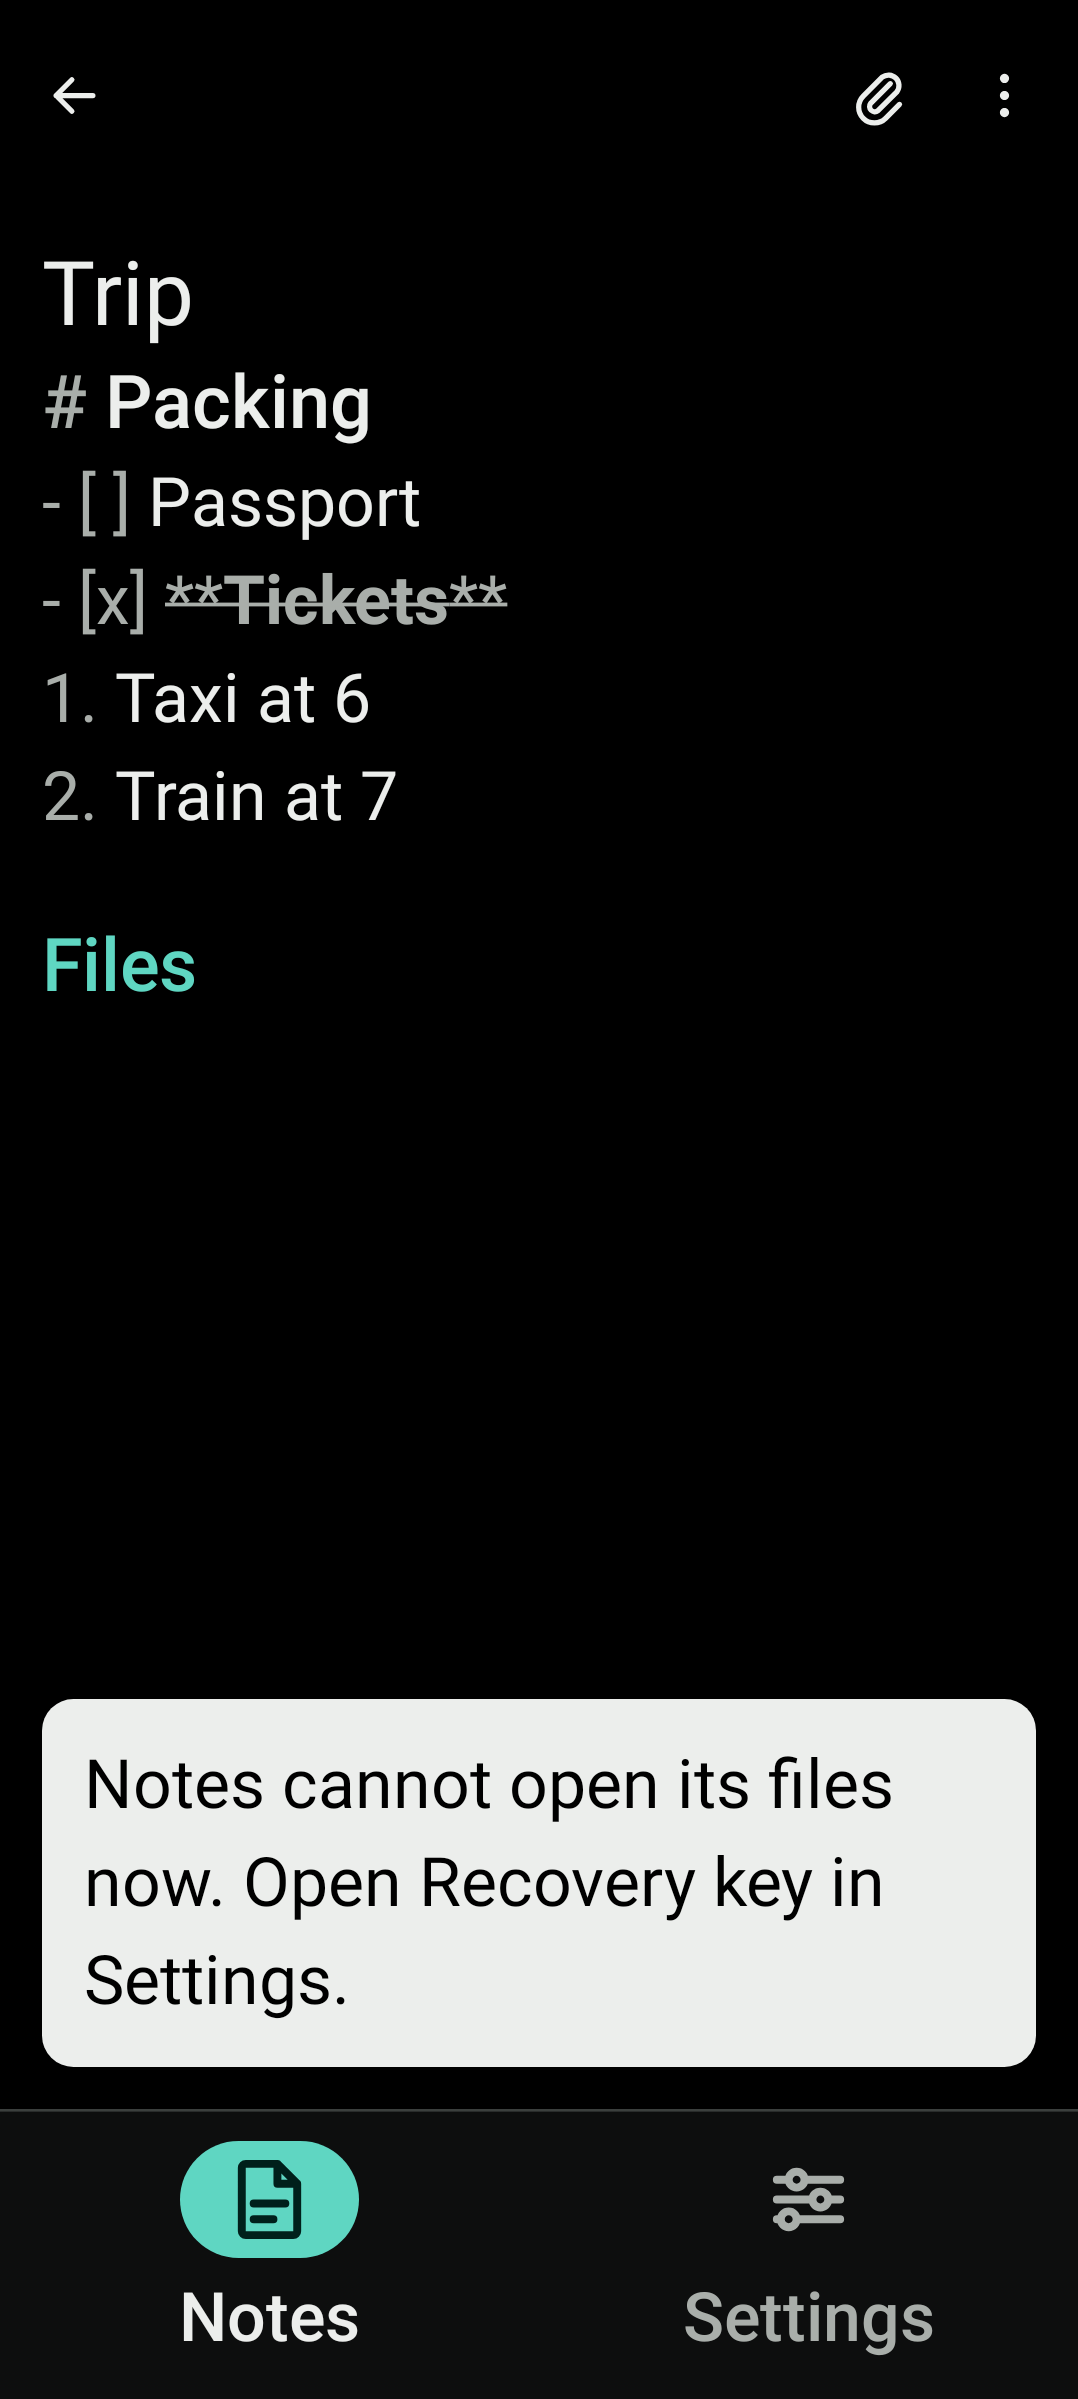 Trip
# Packing
- [ ] Passport
- [x] **Tickets**
1. Taxi at 6
2. Train at 7
Files
Notes cannot open its files
now. Open Recovery key in
Settings.
Notes
Settings